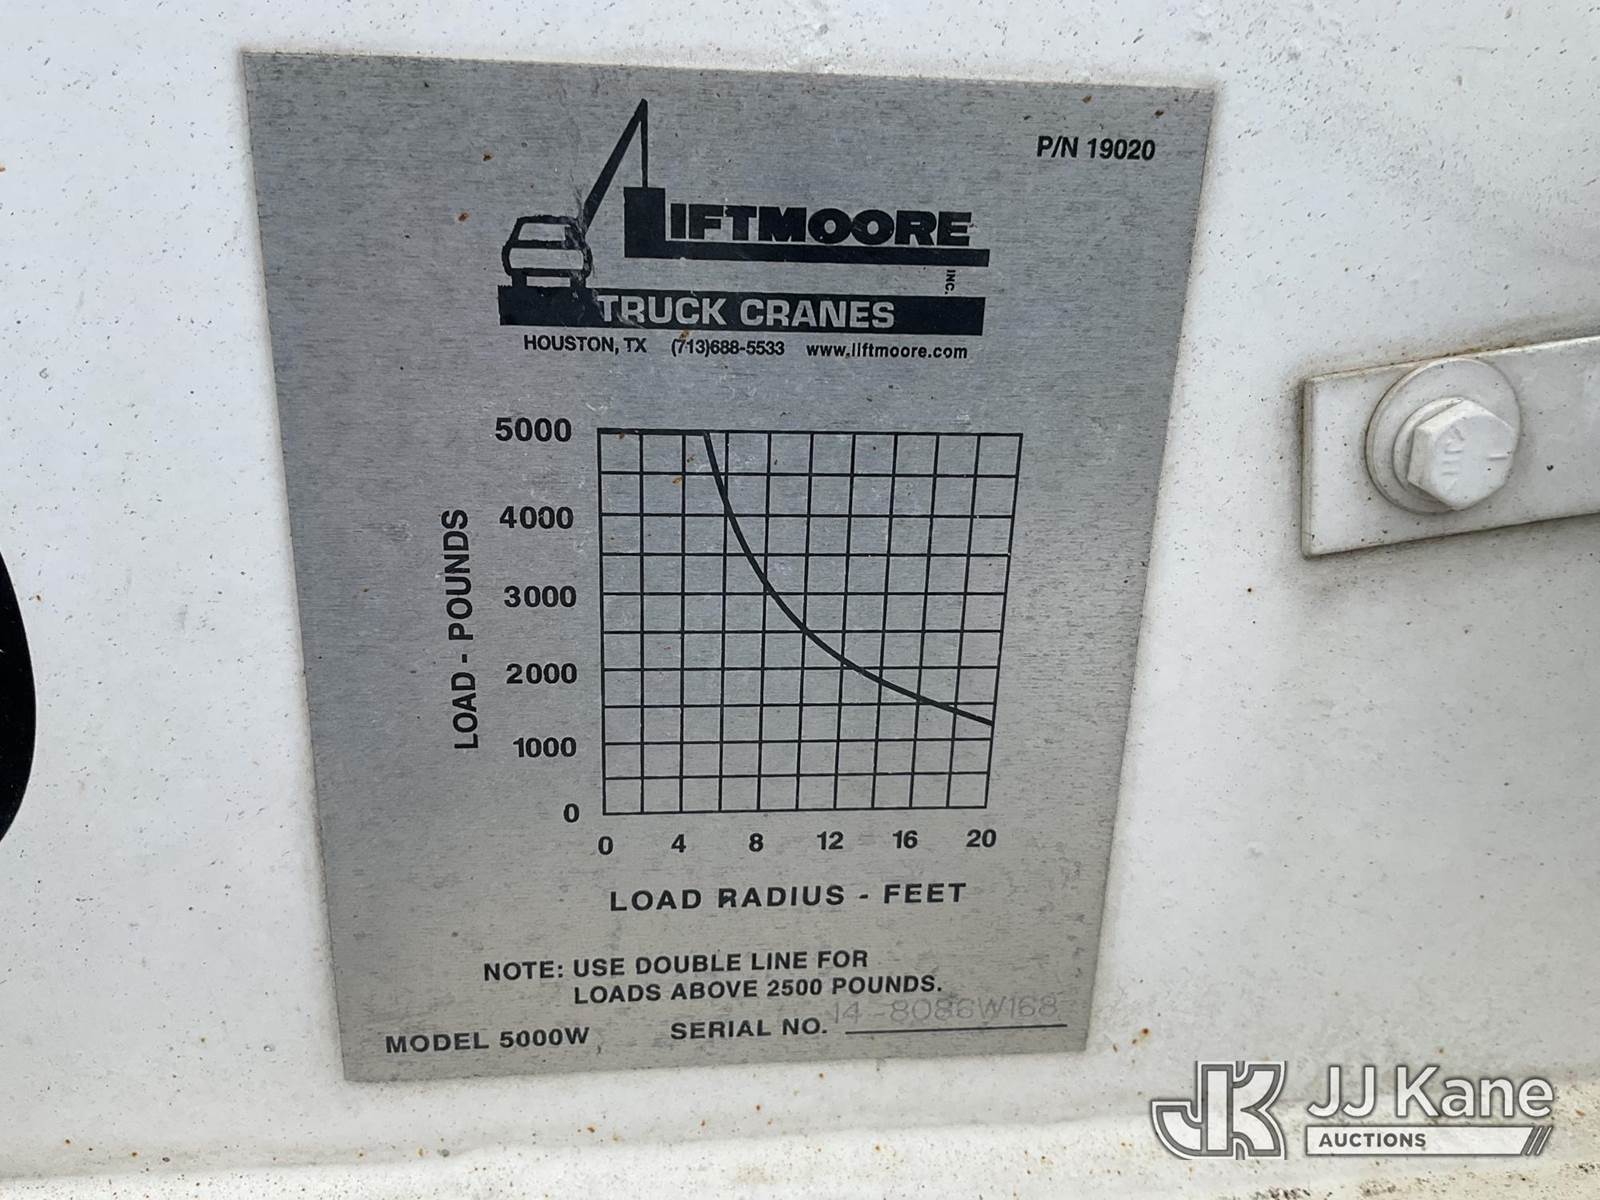 P/N 19020
LIFTMOORE
INC.
TRUCK CRANES
HOUSTON, TX (713)688-5533 www.liftmoore.com
5000
4000
3000
2000
1000
0
LOAD - POUNDS
0 4 8 12 16 20
LOAD RADIUS - FEET
NOTE: USE DOUBLE LINE FOR
LOADS ABOVE 2500 POUNDS.
MODEL 5000W SERIAL NO. 14-8086W168
JK JJ Kane
AUCTIONS